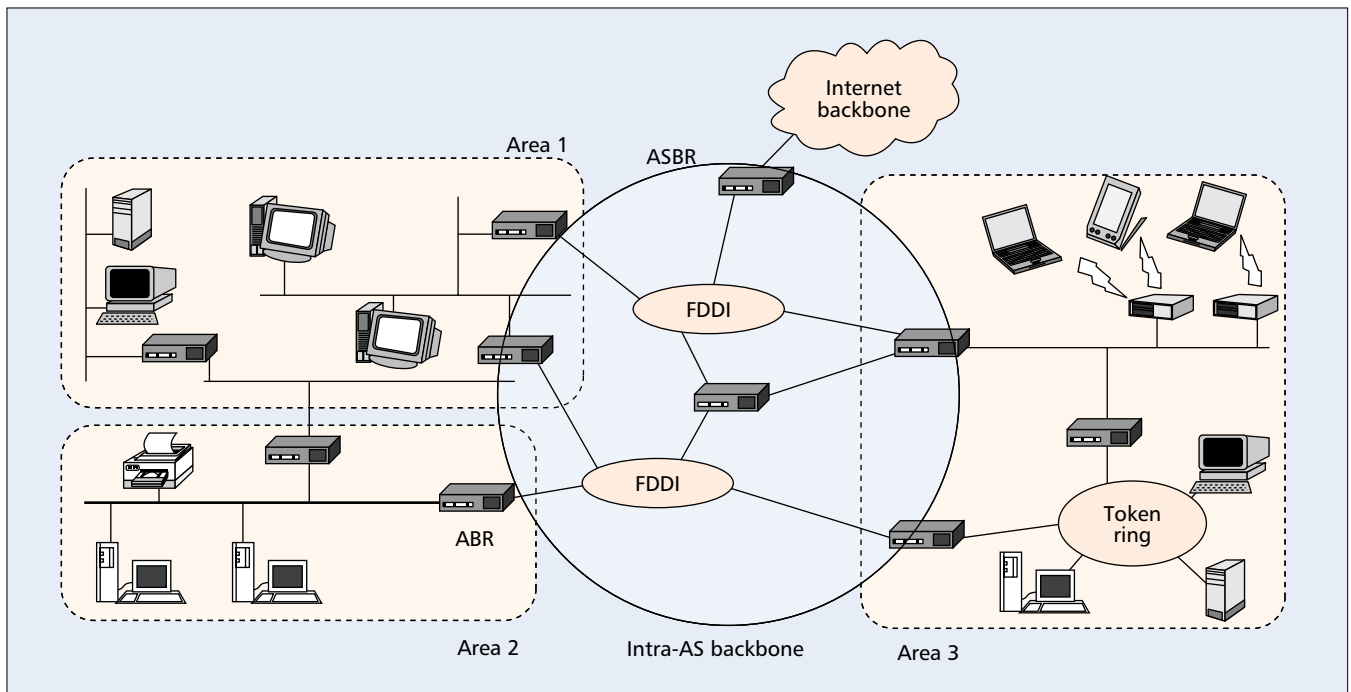 Internet
backbone
Area 1
ASBR
FDDI
FDDI
Token
ring
ABR
Area 2
Intra-AS backbone
Area 3